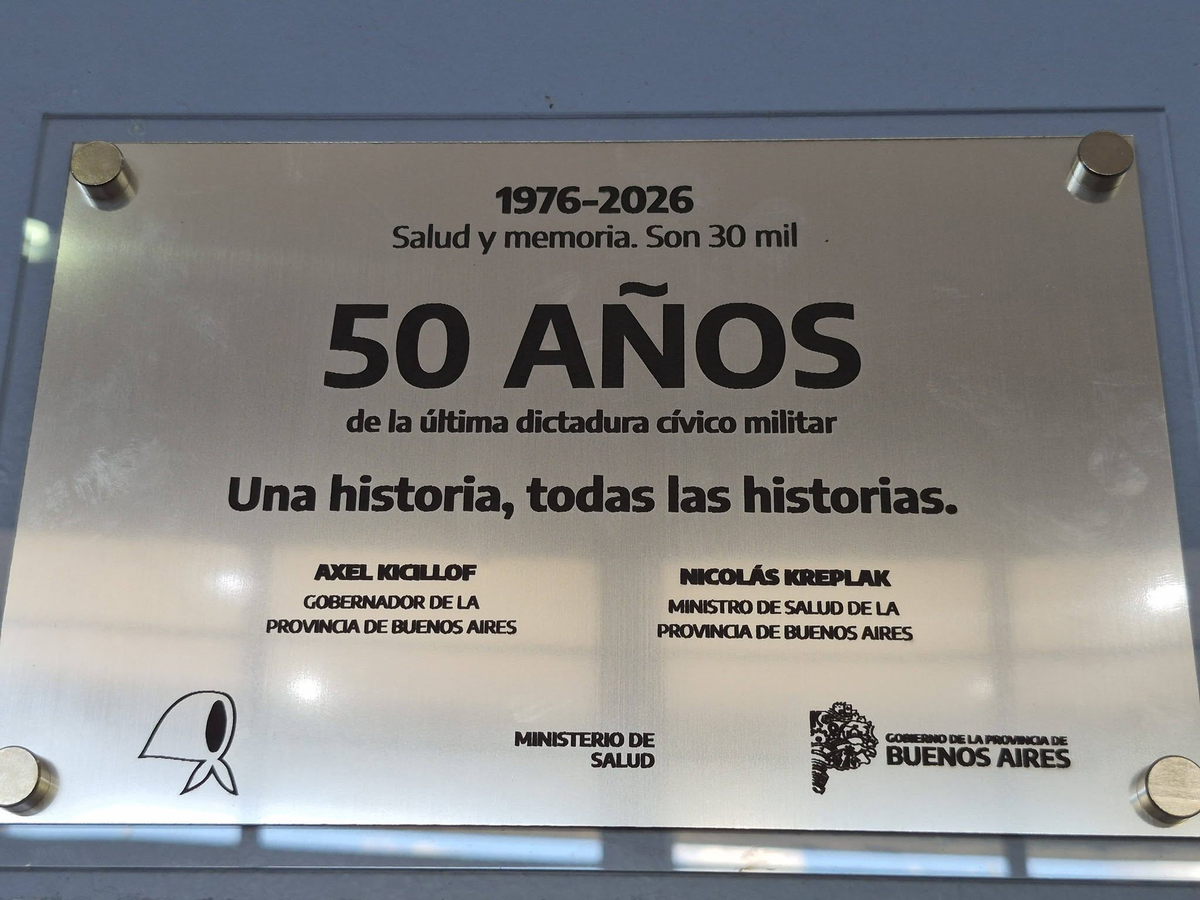 1976-2026
Salud y memoria. Son 30 mil
50 AÑOS
de la última dictadura cívico militar
Una historia, todas las historias.
AXEL KICILLOF
GOBERNADOR DE LA
PROVINCIA DE BUENOS AIRES
NICOLÁS KREPLAK
MINISTRO DE SALUD DE LA
PROVINCIA DE BUENOS AIRES
MINISTERIO DE
SALUD
GOBIERNO DE LA PROVINCIA DE
BUENOS AIRES